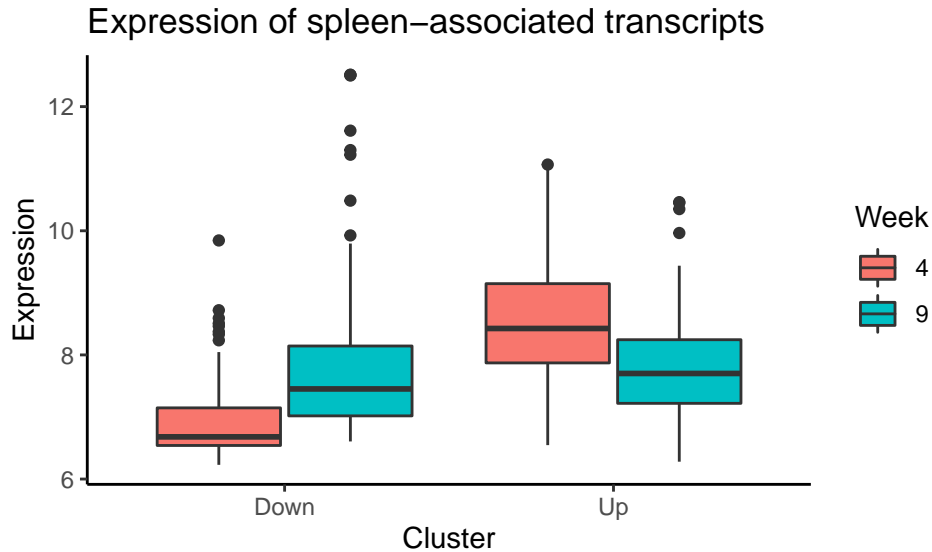 Expression of spleen−associated transcripts
12
10
8
6
Expression
Down
Up
Cluster
Week
4
9